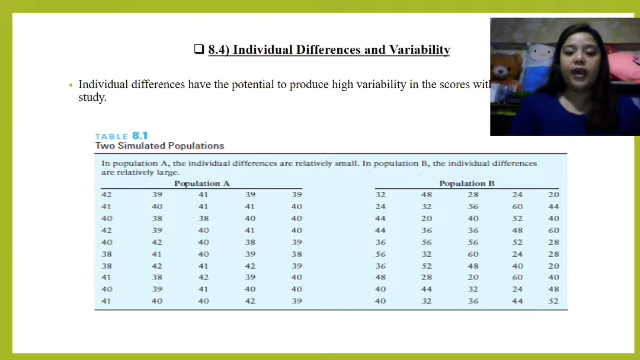 ❑ 8.4) Individual Differences and Variability
• Individual differences have the potential to produce high variability in the scores
study.
TABLE 8.1
Two Simulated Populations
In population A, the individual differences are relatively small. In population B, the individual differences
are relatively large.
Population A Population B
42 39 41 39 39 32 48 28 24 20
41 40 41 41 40 24 32 56 60 44
40 38 38 40 40 44 20 40 52 40
42 39 40 41 40 44 36 36 48 60
40 42 40 38 39 36 56 56 52 28
38 41 40 39 38 56 32 60 24 28
38 42 41 42 39 36 52 48 40 20
41 38 42 39 40 48 28 20 60 40
40 39 41 40 40 40 44 32 24 48
41 40 40 42 39 40 32 36 44 52